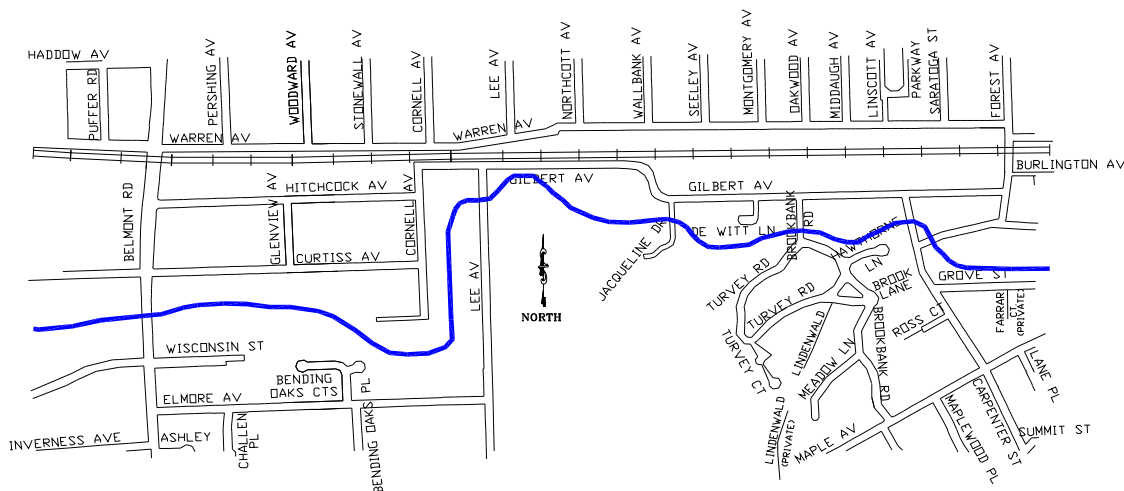 HADDOW AV
PUFFER RD
PERSHING AV
WOODWARD AV
STONEWALL AV
CORNELL AV
LEE AV
NORTHCOTT AV
WALLBANK AV
SEELEY AV
MONTGOMERY AV
OAKWOOD AV
MIDDAUGH AV
LINSCOTT AV
PARKWAY
SARATOGA ST
FOREST AV
WARREN AV
WARREN AV
BURLINGTON AV
BELMONT RD
HITCHCOCK AV
GLENVIEW AV
CORNELL AV
GILBERT AV
GILBERT AV
CURTISS AV
LEE AV
JACQUELINE DR
DE WITT LN
BROOKBANK
RD
HAWTHORNE
LN
TURVEY RD
TURVEY RD
TURVEY CT
BROOK
LANE
GROVE ST
FARRAR
CT
(PRIVATE)
ROSS CT
BROOKBANK RD
LINDENWALD
MEADOW LN
LINDENWALD
(PRIVATE)
MAPLE AV
MAPLEWOOD PL
CARPENTER ST
LANE PL
SUMMIT ST
NORTH
WISCONSIN ST
BENDING
OAKS CTS
BENDING OAKS PL
ELMORE AV
INVERNESS AVE
ASHLEY
CHALLEN
PL